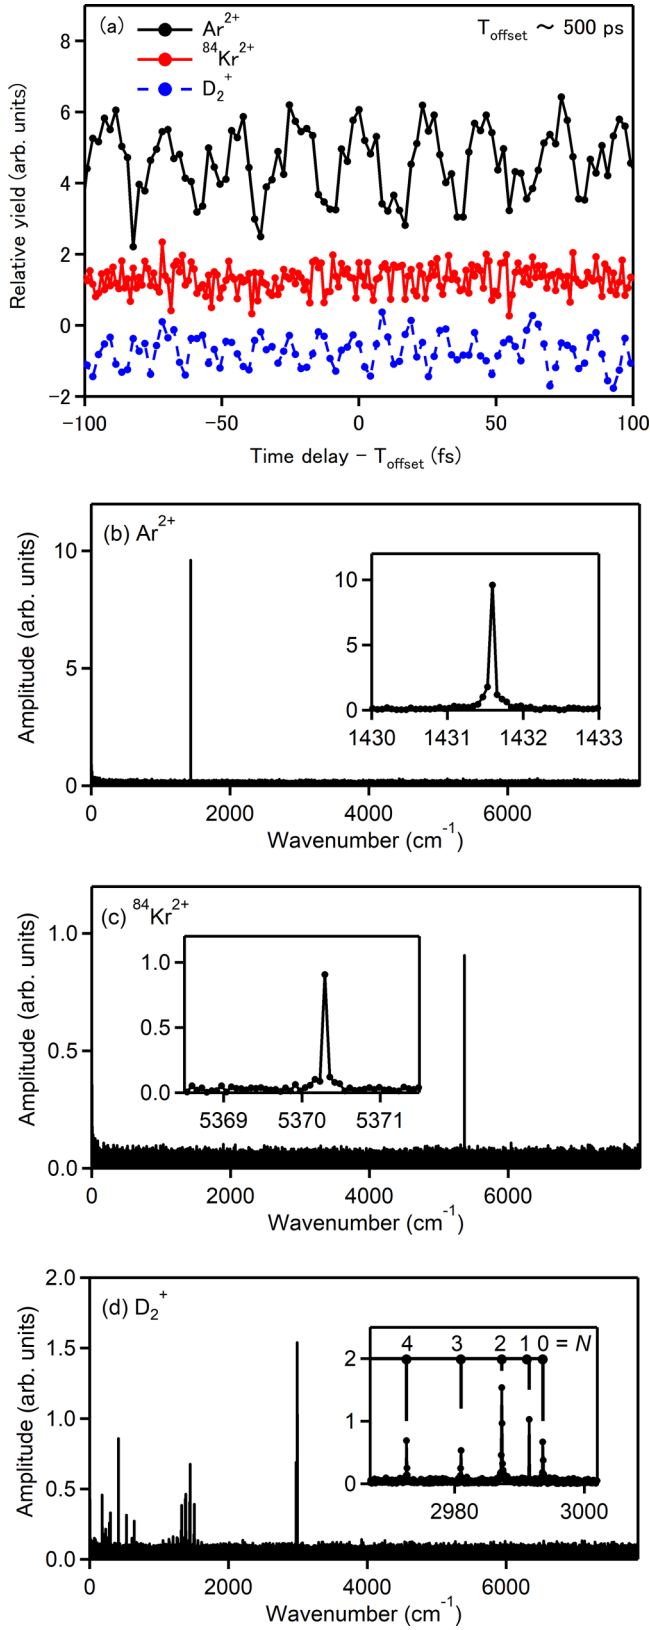 (a)
Ar²⁺
⁸⁴Kr²⁺
D₂⁺
T_offset ~ 500 ps
8
6
4
2
0
−2
Relative yield (arb. units)
−100 −50 0 50 100
Time delay − T_offset (fs)
(b) Ar²⁺
10
5
0
Amplitude (arb. units)
10
5
0
1430 1431 1432 1433
0 2000 4000 6000
Wavenumber (cm⁻¹)
(c) ⁸⁴Kr²⁺
1.0
0.5
0.0
Amplitude (arb. units)
1.0
0.5
0.0
5369 5370 5371
0 2000 4000 6000
Wavenumber (cm⁻¹)
(d) D₂⁺
2.0
1.5
1.0
0.5
0.0
Amplitude (arb. units)
4 3 2 1 0 = N
2
1
0
2980 3000
0 2000 4000 6000
Wavenumber (cm⁻¹)